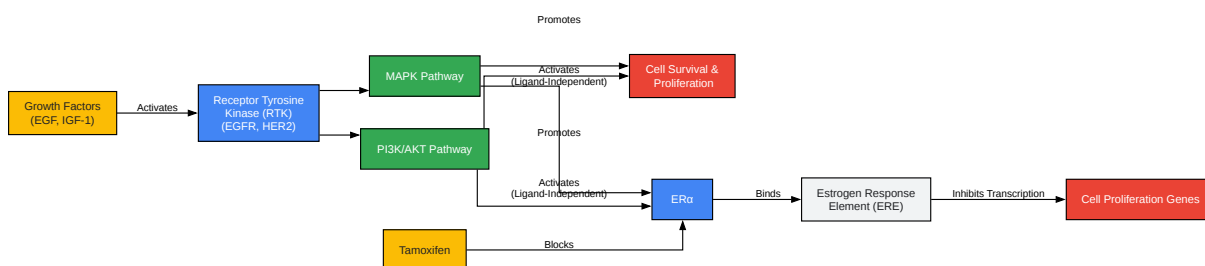 Promotes
MAPK Pathway
Activates
(Ligand-Independent)
Cell Survival &
Proliferation
Growth Factors
(EGF, IGF-1)
Activates
Receptor Tyrosine
Kinase (RTK)
(EGFR, HER2)
Promotes
PI3K/AKT Pathway
Activates
(Ligand-Independent)
ERα
Binds
Estrogen Response
Element (ERE)
Inhibits Transcription
Cell Proliferation Genes
Tamoxifen
Blocks